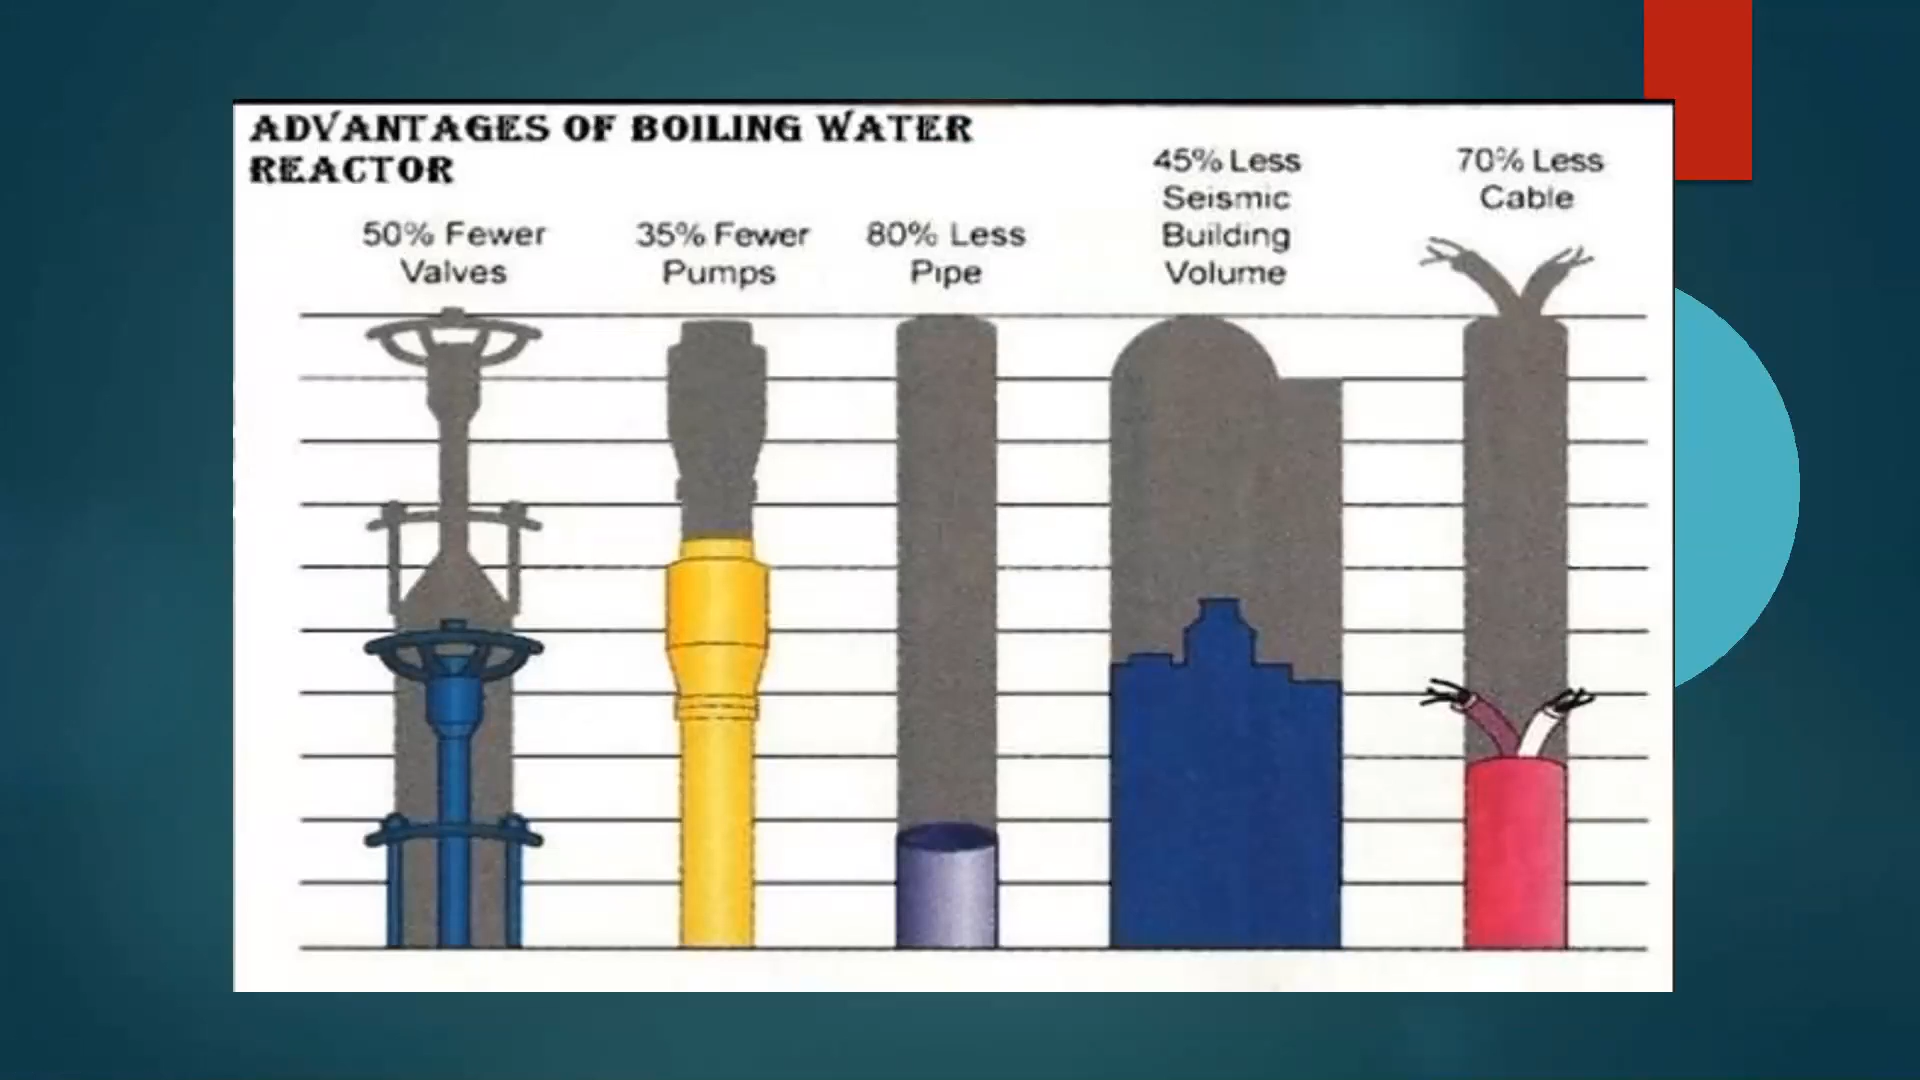 ADVANTAGES OF BOILING WATER
REACTOR
50% Fewer
Valves
35% Fewer
Pumps
80% Less
Pipe
45% Less
Seismic
Building
Volume
70% Less
Cable